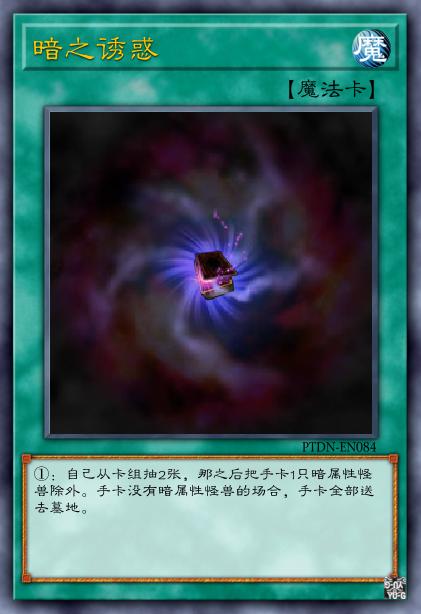 暗之诱惑
魔
【魔法卡】
PTDN-EN084
①：自己从卡组抽2张，那之后把手卡1只暗属性怪
兽除外。手卡没有暗属性怪兽的场合，手卡全部送
去墓地。